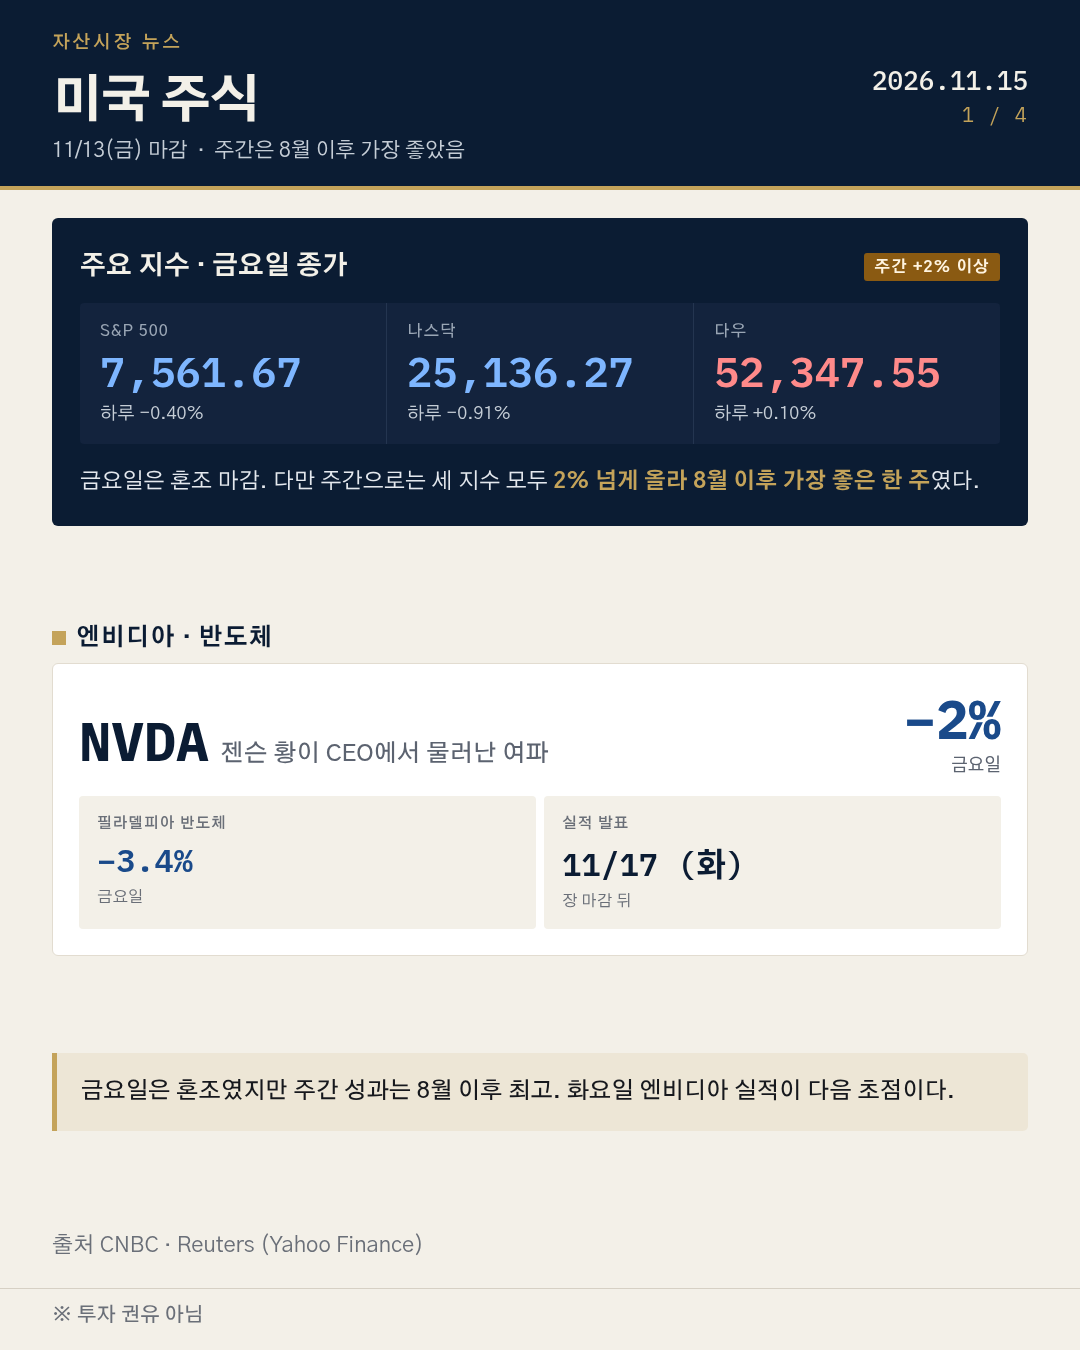 자산시장 뉴스
미국 주식
11/13(금) 마감 · 주간은 8월 이후 가장 좋았음
2026.11.15
1 / 4
주요 지수 · 금요일 종가
주간 +2% 이상
S&P 500
7,561.67
하루 −0.40%
나스닥
25,136.27
하루 −0.91%
다우
52,347.55
하루 +0.10%
금요일은 혼조 마감. 다만 주간으로는 세 지수 모두 2% 넘게 올라 8월 이후 가장 좋은 한 주였다.
엔비디아 · 반도체
NVDA 젠슨 황이 CEO에서 물러난 여파
−2%
금요일
필라델피아 반도체
−3.4%
금요일
실적 발표
11/17 (화)
장 마감 뒤
금요일은 혼조였지만 주간 성과는 8월 이후 최고. 화요일 엔비디아 실적이 다음 초점이다.
출처 CNBC · Reuters (Yahoo Finance)
※ 투자 권유 아님